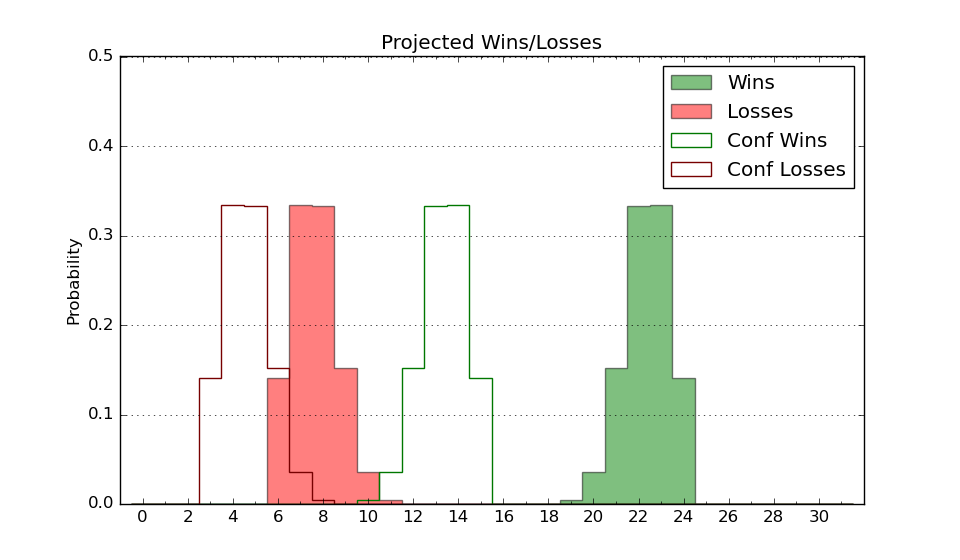 Projected Wins/Losses
0.5
0.4
0.3
0.2
0.1
0.0
Probability
Wins
Losses
Conf Wins
Conf Losses
0 2 4 6 8 10 12 14 16 18 20 22 24 26 28 30